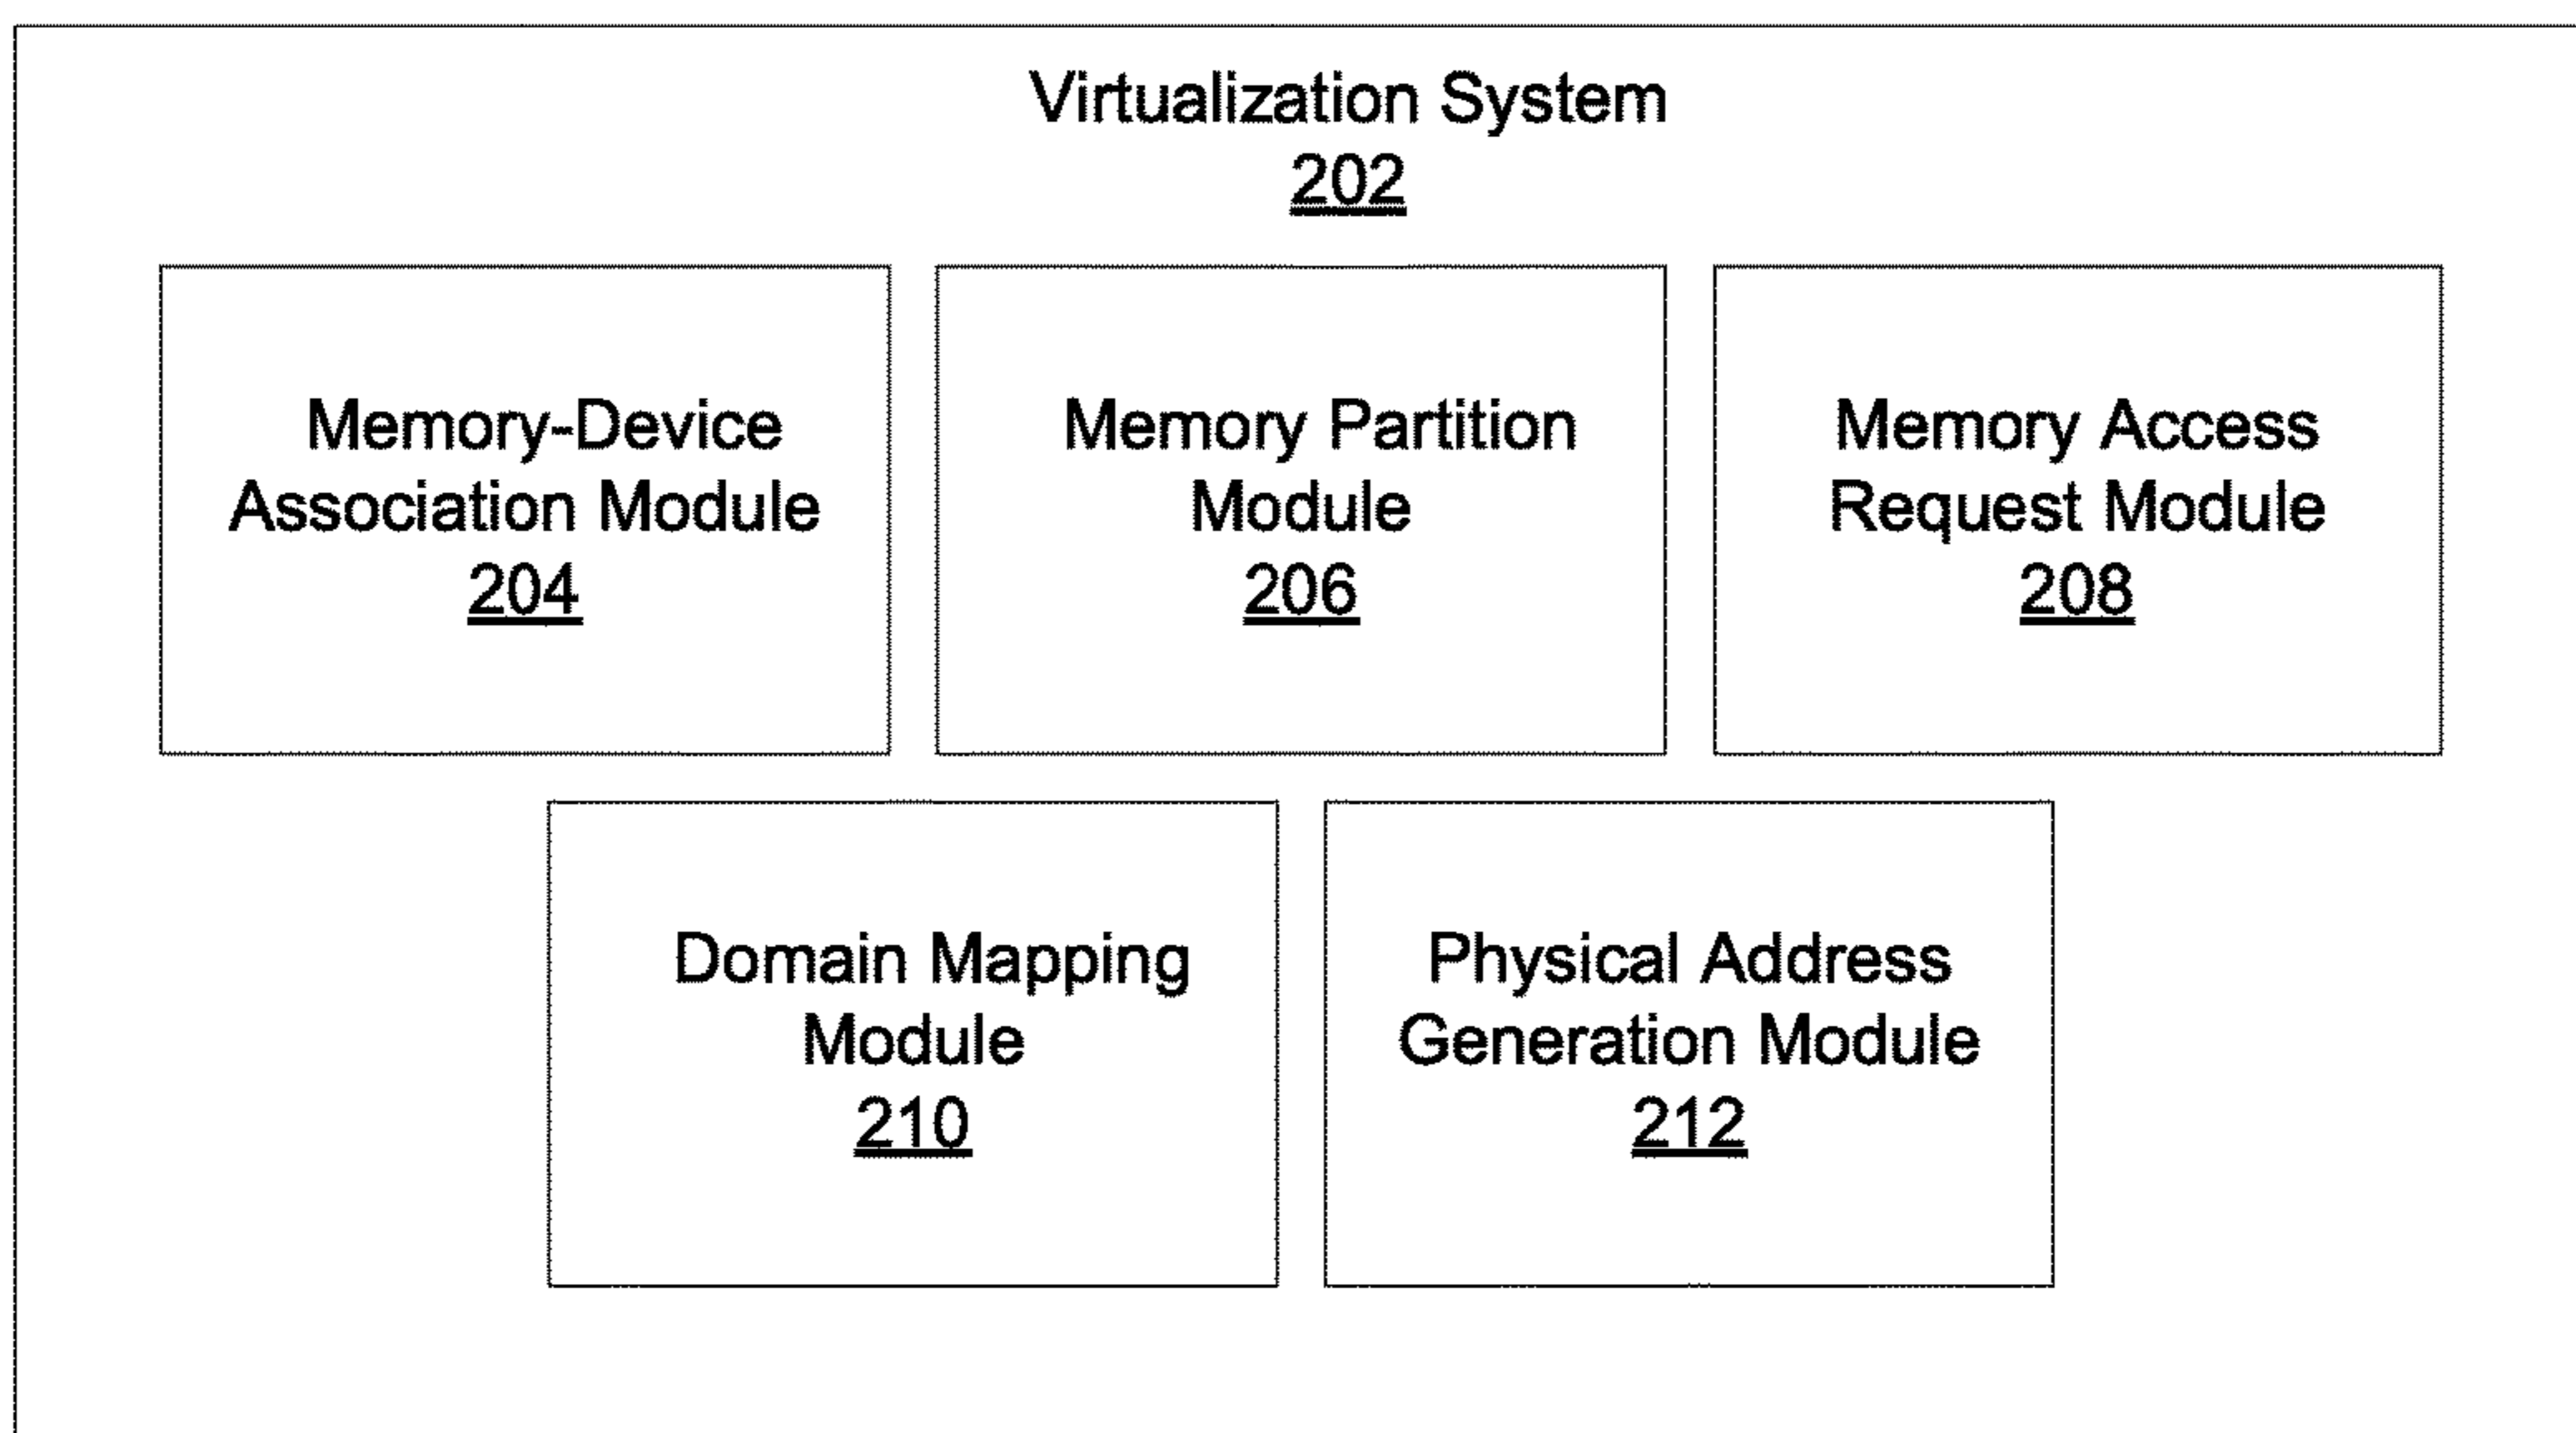 Virtualization System
202
Memory-Device
Association Module
204
Memory Partition
Module
206
Memory Access
Request Module
208
Domain Mapping
Module
210
Physical Address
Generation Module
212